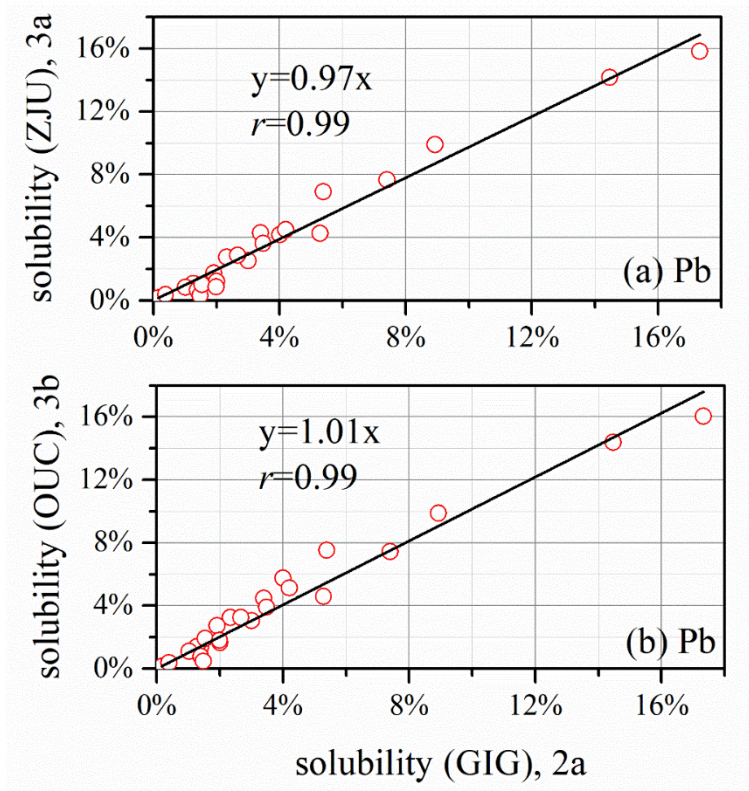 solubility (ZJU), 3a
16%
12%
8%
4%
0%
y=0.97x
r=0.99
(a) Pb
0% 4% 8% 12% 16%
solubility (OUC), 3b
16%
12%
8%
4%
0%
y=1.01x
r=0.99
(b) Pb
0% 4% 8% 12% 16%
solubility (GIG), 2a